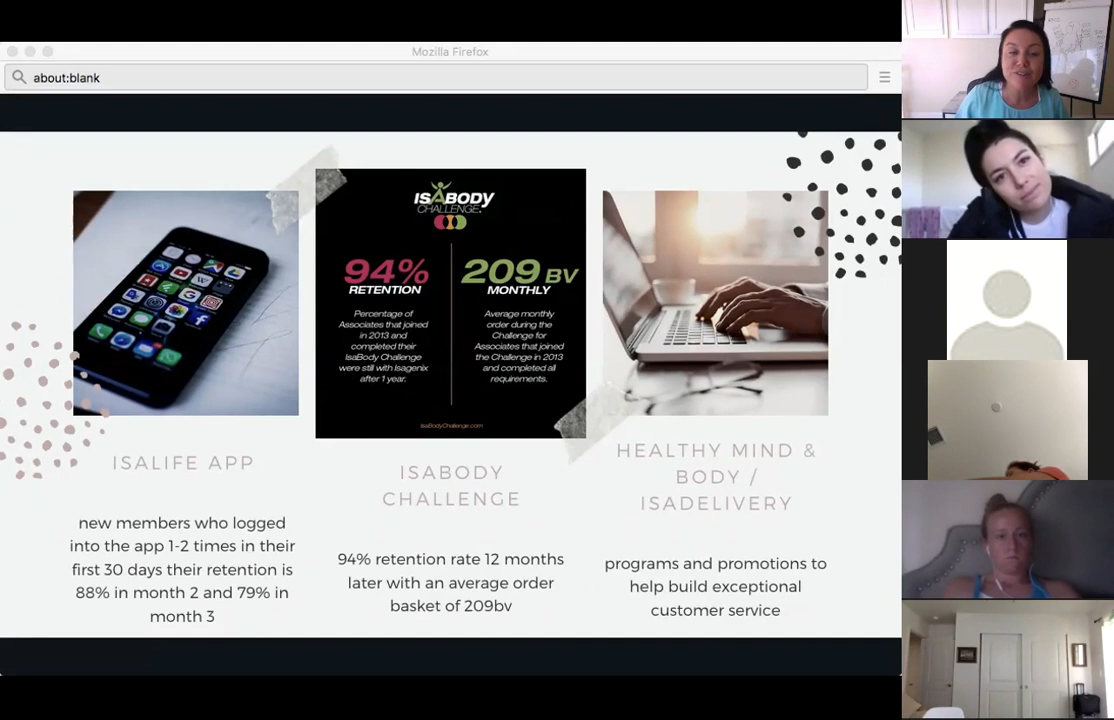 Mozilla Firefox
about:blank
ISABODY
CHALLENGE.
94%
RETENTION
Percentage of
Associates that joined
in 2013 and
completed their
IsaBody Challenge
were still with Isagenix
after 1 year.
209 BV
MONTHLY
Average monthly
order during the
Challenge for
Associates that joined
the Challenge in 2013
and completed all
requirements.
IsaBodyChallenge.com
ISALIFE APP
new members who logged
into the app 1-2 times in their
first 30 days their retention is
88% in month 2 and 79% in
month 3
ISABODY
CHALLENGE
94% retention rate 12 months
later with an average order
basket of 209bv
HEALTHY MIND &
BODY /
ISADELIVERY
programs and promotions to
help build exceptional
customer service